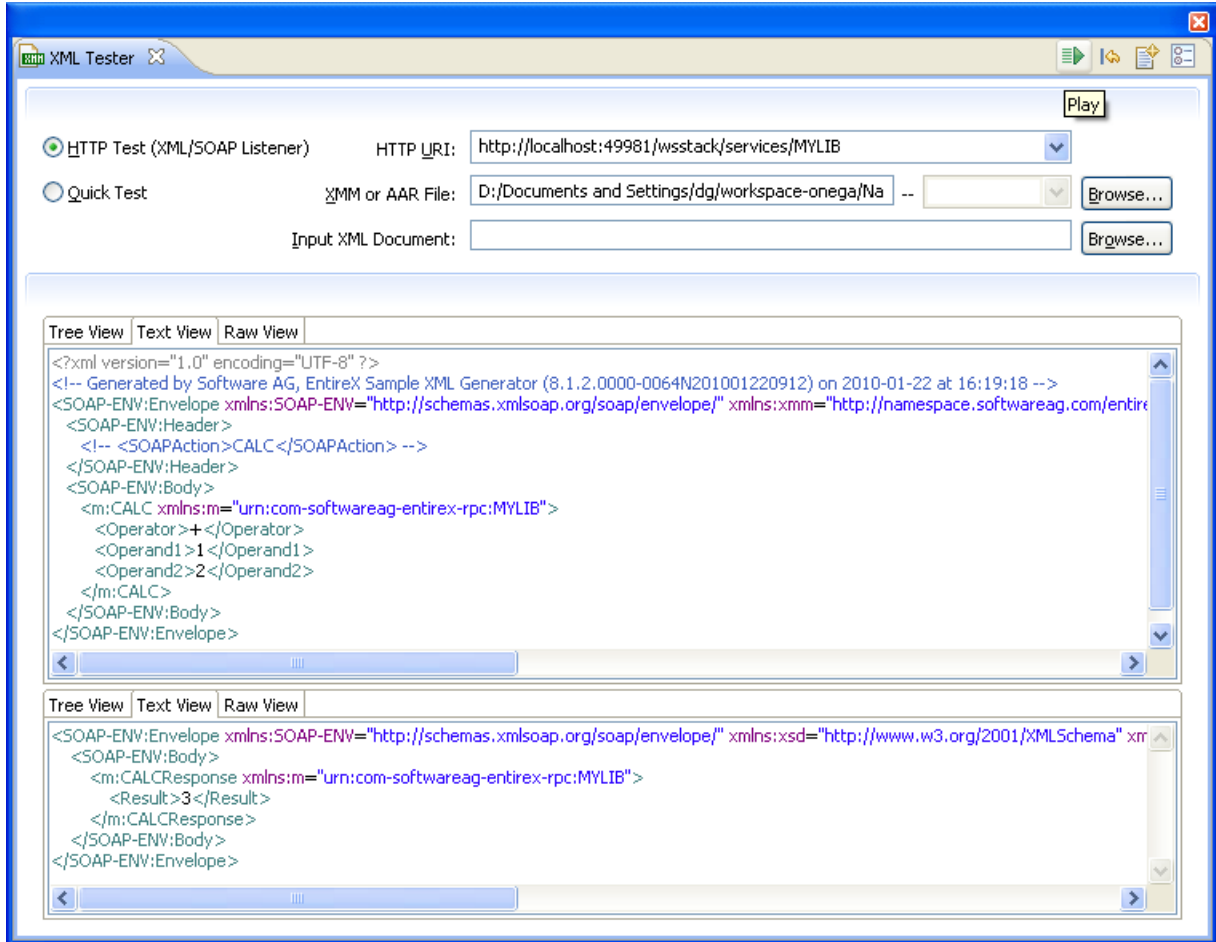 XML Tester
Play
HTTP Test (XML/SOAP Listener) HTTP URI: http://localhost:49981/wsstack/services/MYLIB
Quick Test XMM or AAR File: D:/Documents and Settings/dg/workspace-onega/Na -- Browse...
Input XML Document: Browse...
Tree View Text View Raw View
<?xml version="1.0" encoding="UTF-8" ?>
<!-- Generated by Software AG, EntireX Sample XML Generator (8.1.2.0000-0064N201001220912) on 2010-01-22 at 16:19:18 -->
<SOAP-ENV:Envelope xmlns:SOAP-ENV="http://schemas.xmlsoap.org/soap/envelope/" xmlns:xmm="http://namespace.softwareag.com/entire
<SOAP-ENV:Header>
<!-- <SOAPAction>CALC</SOAPAction> -->
</SOAP-ENV:Header>
<SOAP-ENV:Body>
<m:CALC xmlns:m="urn:com-softwareag-entirex-rpc:MYLIB">
<Operator>+</Operator>
<Operand1>1</Operand1>
<Operand2>2</Operand2>
</m:CALC>
</SOAP-ENV:Body>
</SOAP-ENV:Envelope>
Tree View Text View Raw View
<SOAP-ENV:Envelope xmlns:SOAP-ENV="http://schemas.xmlsoap.org/soap/envelope/" xmlns:xsd="http://www.w3.org/2001/XMLSchema" xm
<SOAP-ENV:Body>
<m:CALCResponse xmlns:m="urn:com-softwareag-entirex-rpc:MYLIB">
<Result>3</Result>
</m:CALCResponse>
</SOAP-ENV:Body>
</SOAP-ENV:Envelope>